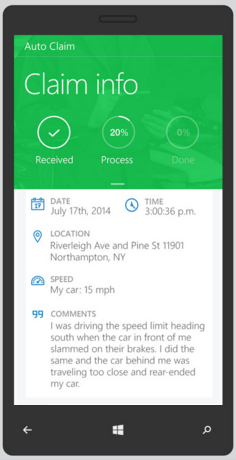 Auto Claim
Claim info
20%
0%
Received
Process
Done
DATE
July 17th, 2014
TIME
3:00:36 p.m.
LOCATION
Riverleigh Ave and Pine St 11901
Northampton, NY
SPEED
My car: 15 mph
COMMENTS
I was driving the speed limit heading
south when the car in front of me
slammed on their brakes. I did the
same and the car behind me was
traveling too close and rear-ended
my car.